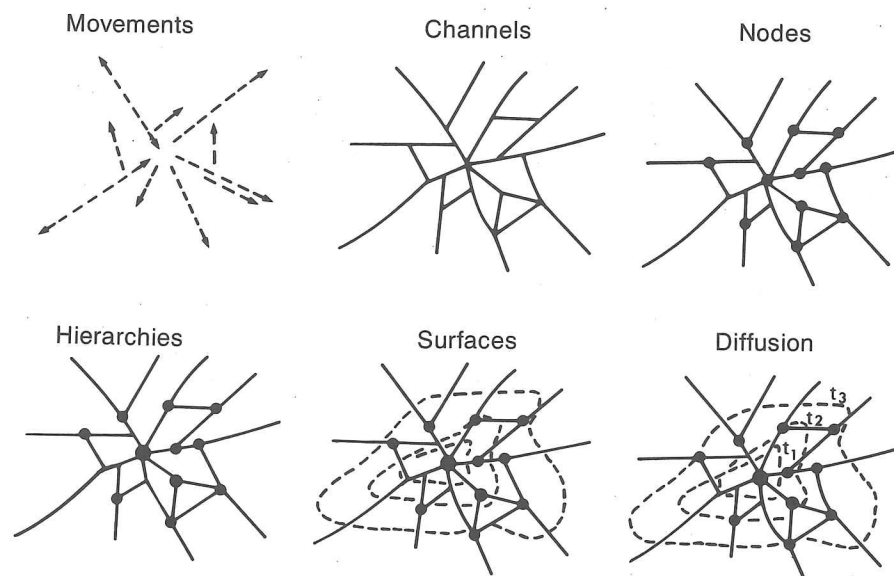 Movements
Channels
Nodes
Hierarchies
Surfaces
Diffusion
t3
t2
t1